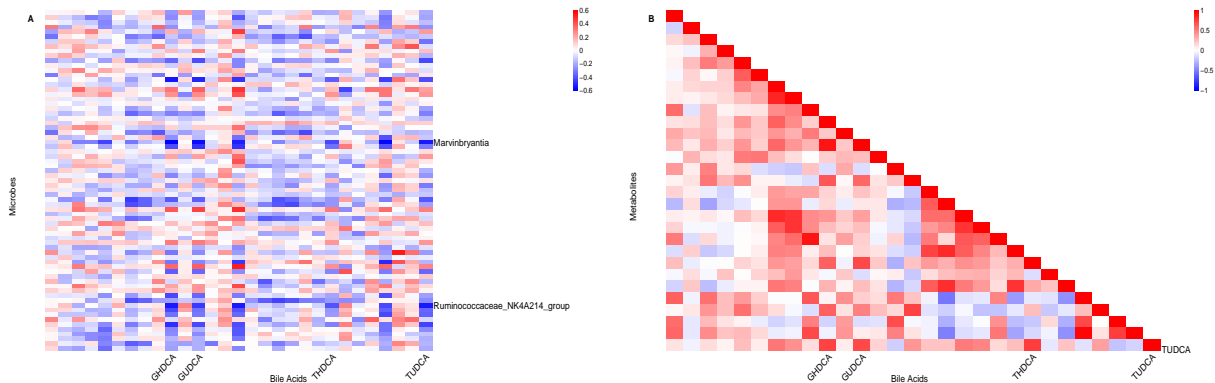 A
0.6
0.4
0.2
0
−0.2
−0.4
−0.6
Marvinbryantia
Microbes
Ruminococcaceae_NK4A214_group
GHDCA
GUDCA
THDCA
TUDCA
Bile Acids
B
1
0.5
0
−0.5
−1
Metabolites
TUDCA
GHDCA
GUDCA
THDCA
TUDCA
Bile Acids